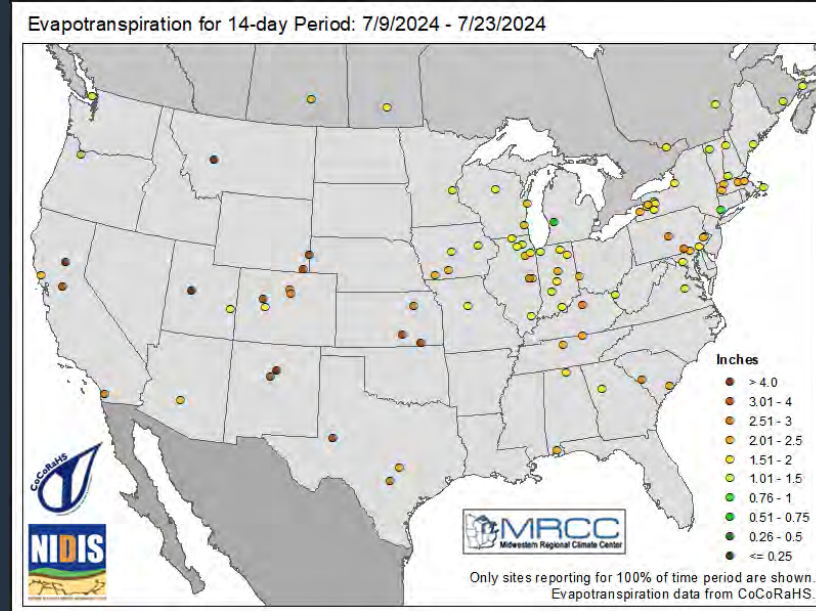 Evapotranspiration for 14-day Period: 7/9/2024 - 7/23/2024
Inches
> 4.0
3.01 - 4
2.51 - 3
2.01 - 2.5
1.51 - 2
1.01 - 1.5
0.76 - 1
0.51 - 0.75
0.26 - 0.5
<= 0.25
CoCoRaHS
NIDIS
MRCC
Midwestern Regional Climate Center
Only sites reporting for 100% of time period are shown.
Evapotranspiration data from CoCoRaHS.